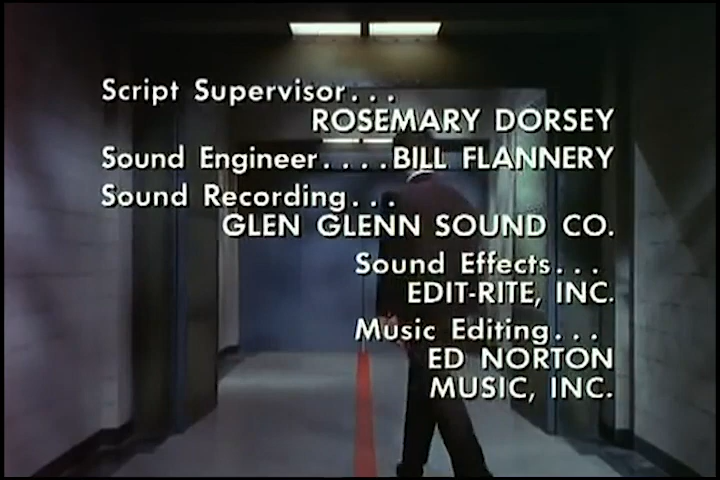 Script Supervisor...
ROSEMARY DORSEY
Sound Engineer....BILL FLANNERY
Sound Recording...
GLEN GLENN SOUND CO.
Sound Effects...
EDIT-RITE, INC.
Music Editing...
ED NORTON
MUSIC, INC.